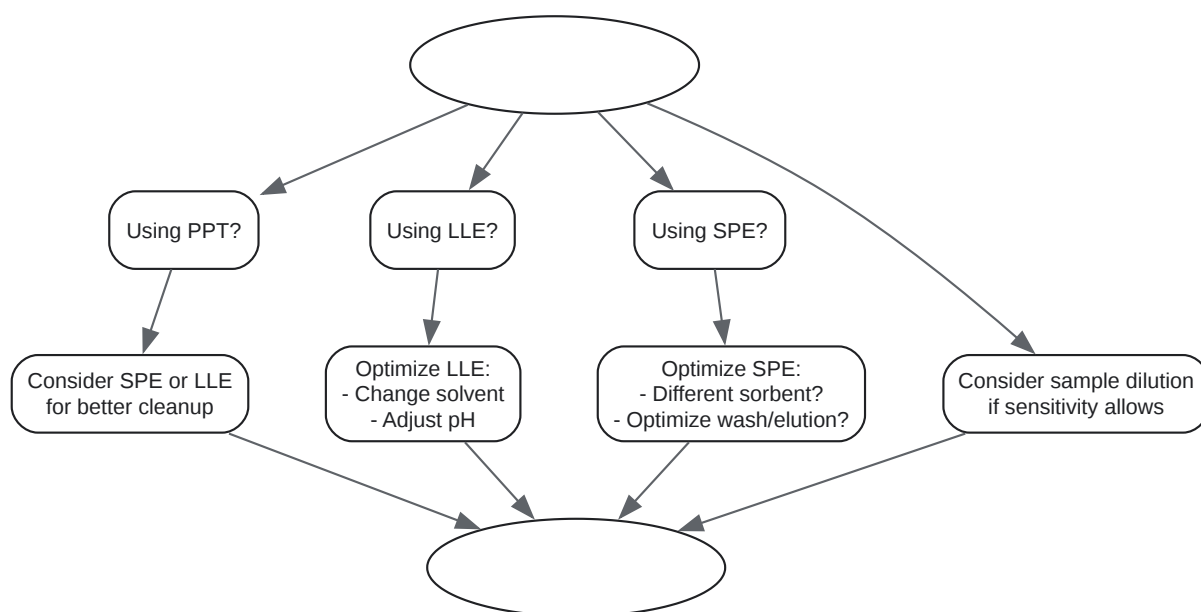 Using PPT?
Using LLE?
Using SPE?
Consider SPE or LLE
for better cleanup
Optimize LLE:
- Change solvent
- Adjust pH
Optimize SPE:
- Different sorbent?
- Optimize wash/elution?
Consider sample dilution
if sensitivity allows